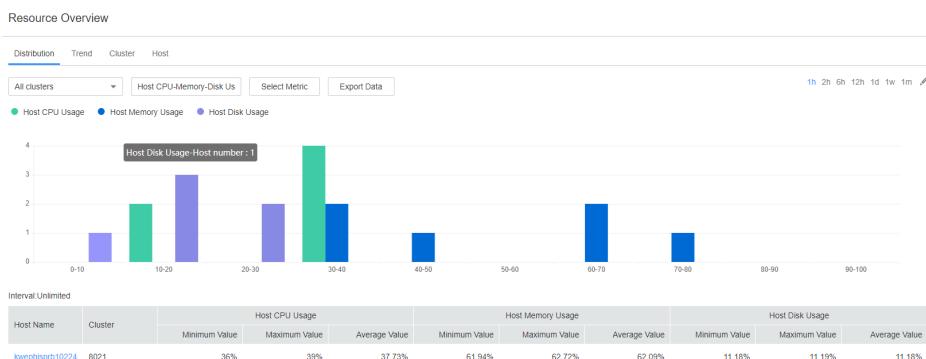 Resource Overview
Distribution Trend Cluster Host
All clusters Host CPU-Memory-Disk Us Select Metric Export Data 1h 2h 6h 12h 1d 1w 1m
Host CPU Usage Host Memory Usage Host Disk Usage
4
Host Disk Usage-Host number : 1
3
2
1
0
0-10 10-20 20-30 30-40 40-50 50-60 60-70 70-80 80-90 90-100
Interval:Unlimited
Host Name Cluster Host CPU Usage Host Memory Usage Host Disk Usage
Minimum Value Maximum Value Average Value Minimum Value Maximum Value Average Value Minimum Value Maximum Value Average Value
8021 36% 39% 37.73% 61.94% 62.72% 62.09% 11.18% 11.19% 11.18%